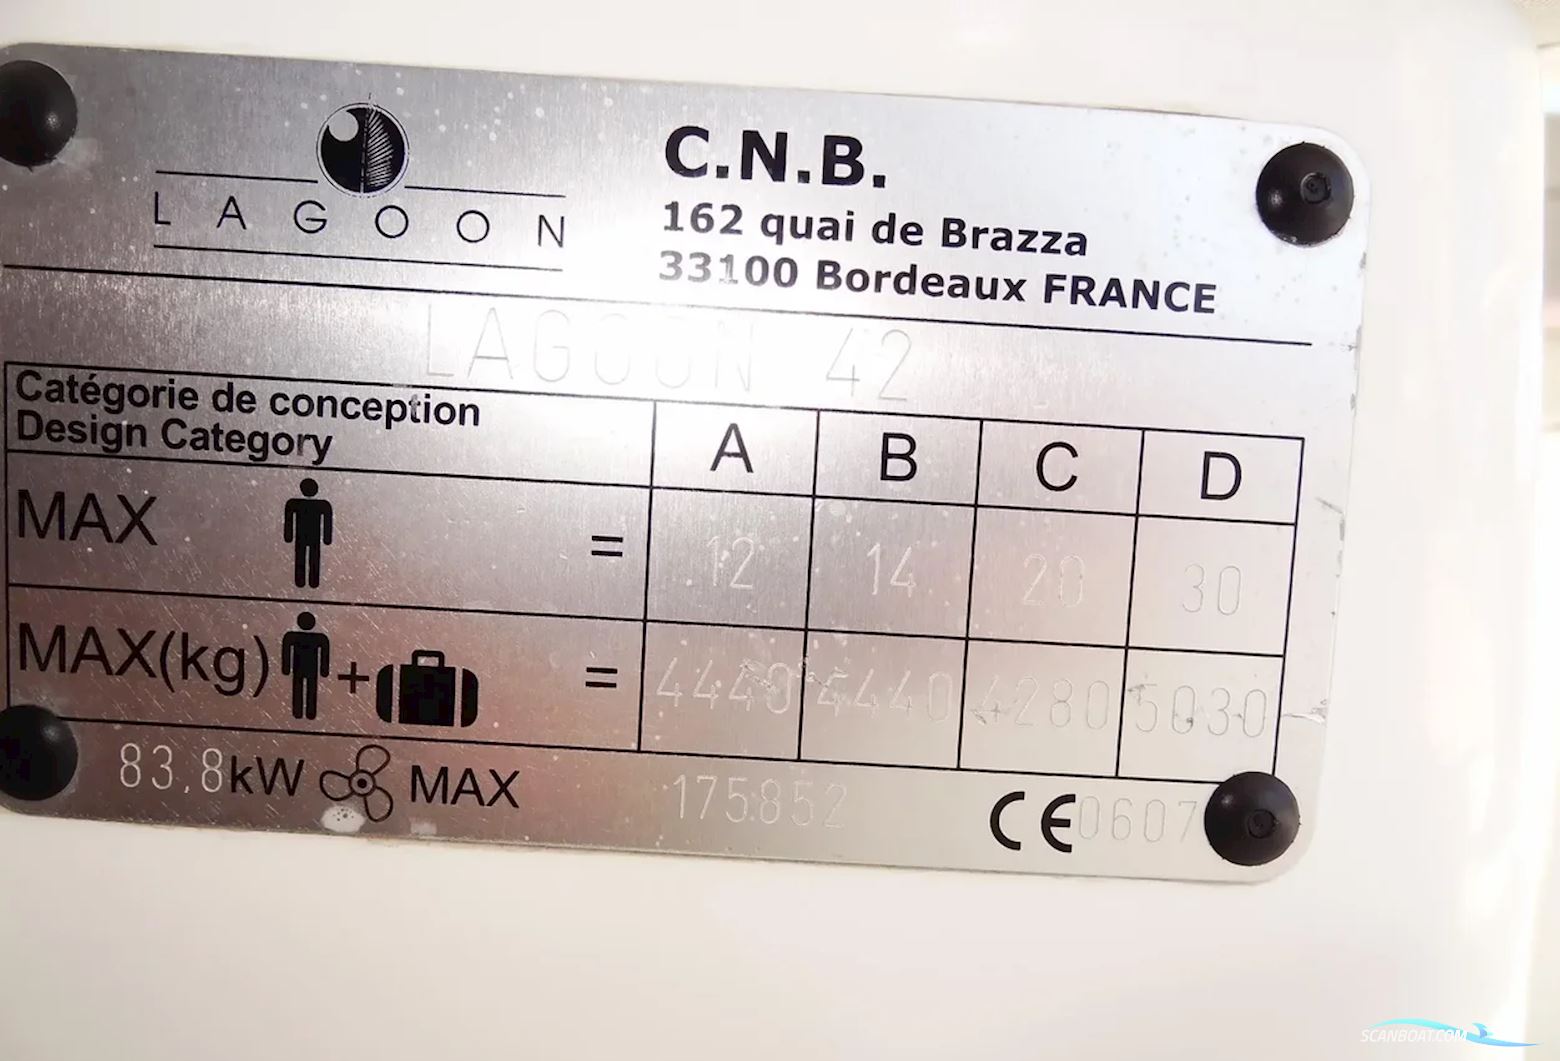 LAGOON
C.N.B.
162 quai de Brazza
33100 Bordeaux FRANCE
LAGOON 42
Catégorie de conception
Design Category
A B C D
MAX = 12 14 20 30
MAX(kg) + = 4440 4440 4280 5030
83,8kW MAX 175852 CE0607
SCANBOAT.COM